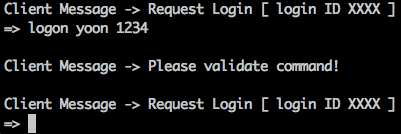 Client Message -> Request Login [ login ID XXXX ]
=> logon yoon 1234
Client Message -> Please validate command!
Client Message -> Request Login [ login ID XXXX ]
=>